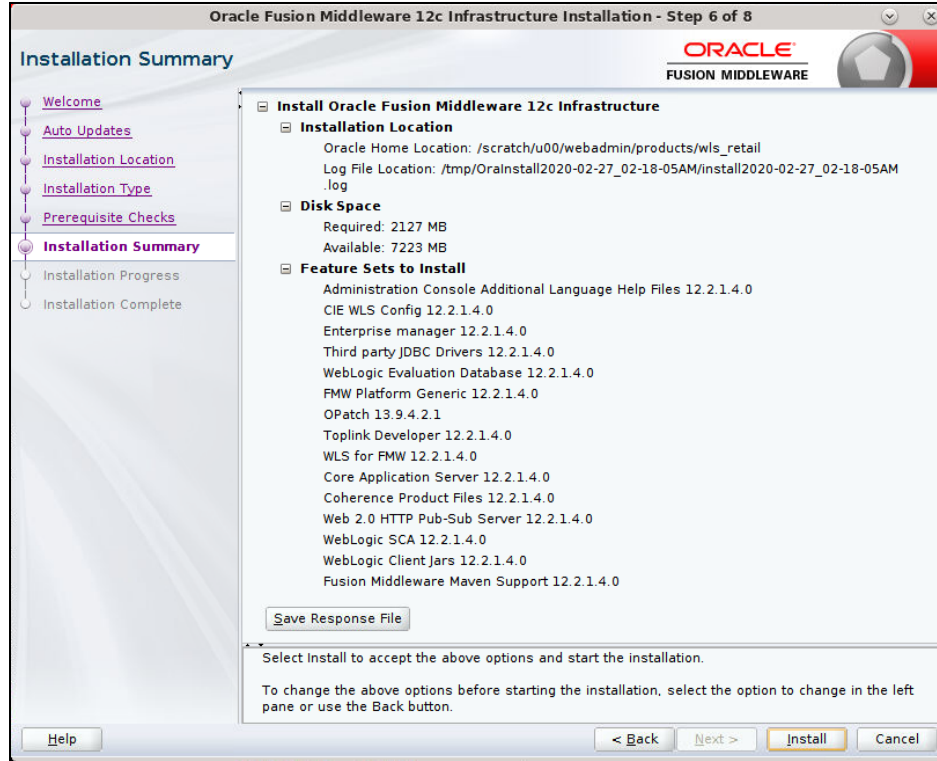 Oracle Fusion Middleware 12c Infrastructure Installation - Step 6 of 8
Installation Summary
ORACLE
FUSION MIDDLEWARE
Welcome
Auto Updates
Installation Location
Installation Type
Prerequisite Checks
Installation Summary
Installation Progress
Installation Complete
Install Oracle Fusion Middleware 12c Infrastructure
Installation Location
Oracle Home Location: /scratch/u00/webadmin/products/wls_retail
Log File Location: /tmp/OraInstall2020-02-27_02-18-05AM/install2020-02-27_02-18-05AM
.log
Disk Space
Required: 2127 MB
Available: 7223 MB
Feature Sets to Install
Administration Console Additional Language Help Files 12.2.1.4.0
CIE WLS Config 12.2.1.4.0
Enterprise manager 12.2.1.4.0
Third party JDBC Drivers 12.2.1.4.0
WebLogic Evaluation Database 12.2.1.4.0
FMW Platform Generic 12.2.1.4.0
OPatch 13.9.4.2.1
Toplink Developer 12.2.1.4.0
WLS for FMW 12.2.1.4.0
Core Application Server 12.2.1.4.0
Coherence Product Files 12.2.1.4.0
Web 2.0 HTTP Pub-Sub Server 12.2.1.4.0
WebLogic SCA 12.2.1.4.0
WebLogic Client Jars 12.2.1.4.0
Fusion Middleware Maven Support 12.2.1.4.0
Save Response File
Select Install to accept the above options and start the installation.
To change the above options before starting the installation, select the option to change in the left
pane or use the Back button.
Help
< Back
Next >
Install
Cancel